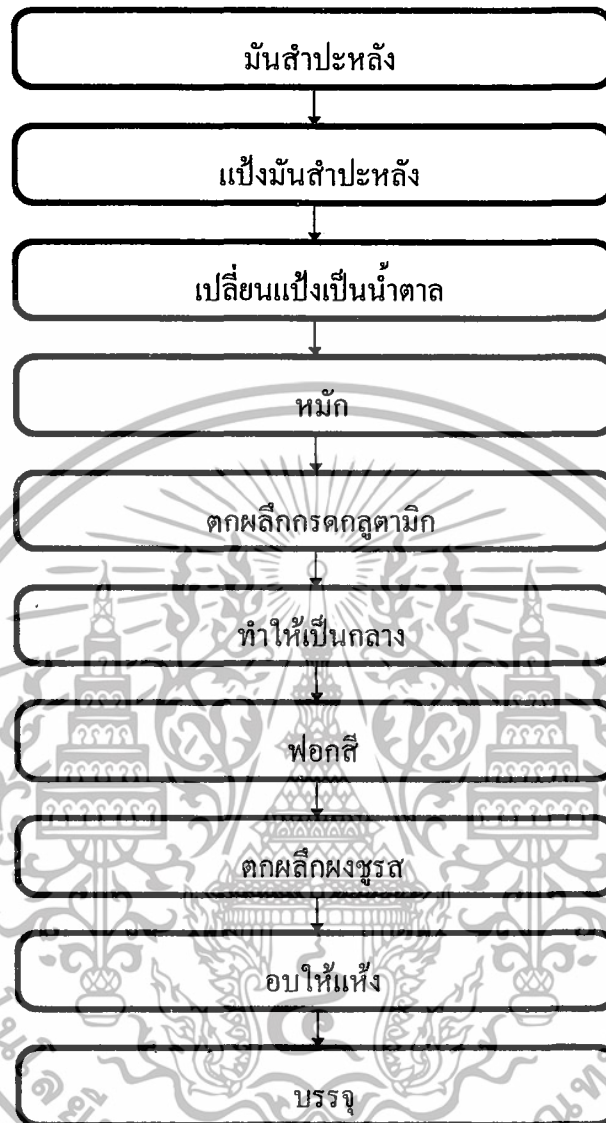 มันสำปะหลัง
แป้งมันสำปะหลัง
เปลี่ยนแป้งเป็นน้ำตาล
หมัก
ตกผลึกกรดกลูตามิก
ทำให้เป็นกลาง
ฟอกสี
ตกผลึกผงชูรส
อบให้แห้ง
บรรจุ